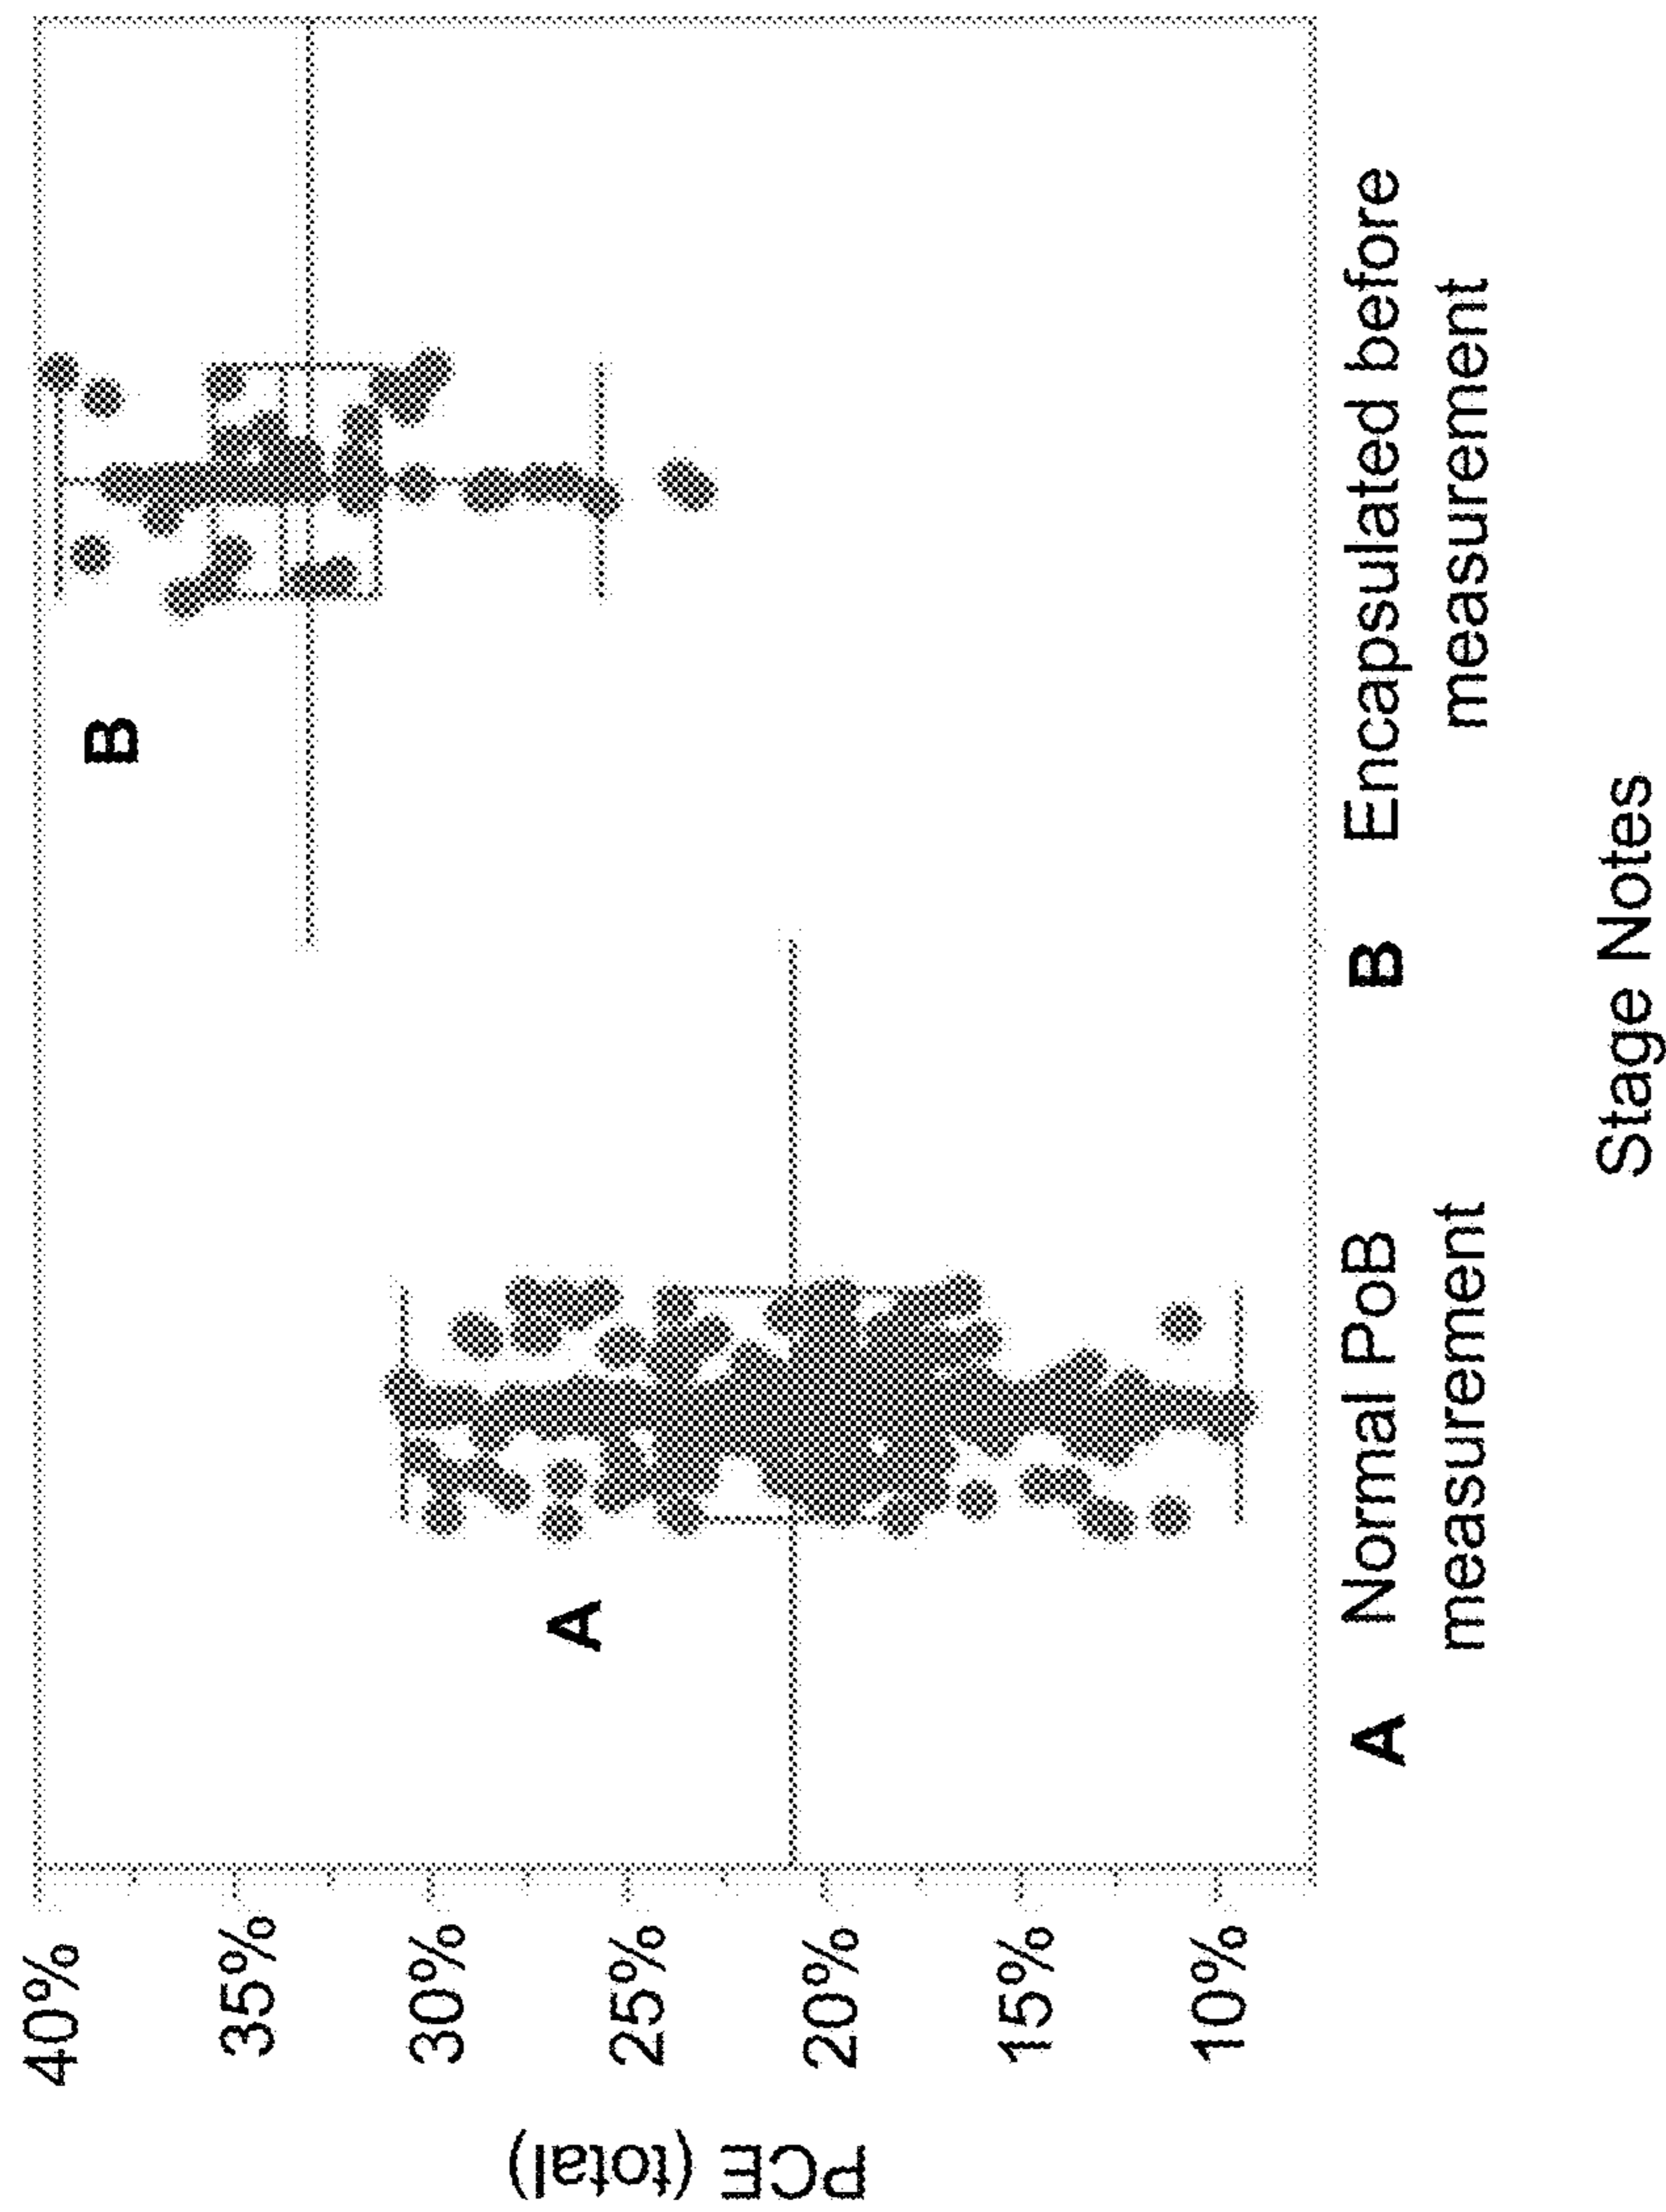 PCE (total)
40%
35%
30%
25%
20%
15%
10%
A
B
A Normal PoB
measurement
B Encapsulated before
measurement
Stage Notes